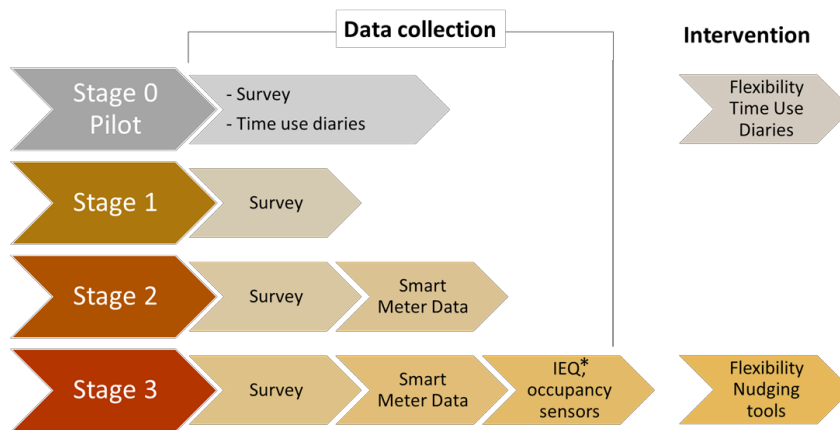 Data collection
Intervention
Stage 0
Pilot
- Survey
- Time use diaries
Flexibility
Time Use
Diaries
Stage 1
Survey
Stage 2
Survey
Smart
Meter Data
Stage 3
Survey
Smart
Meter Data
IEQ,*
occupancy
sensors
Flexibility
Nudging
tools